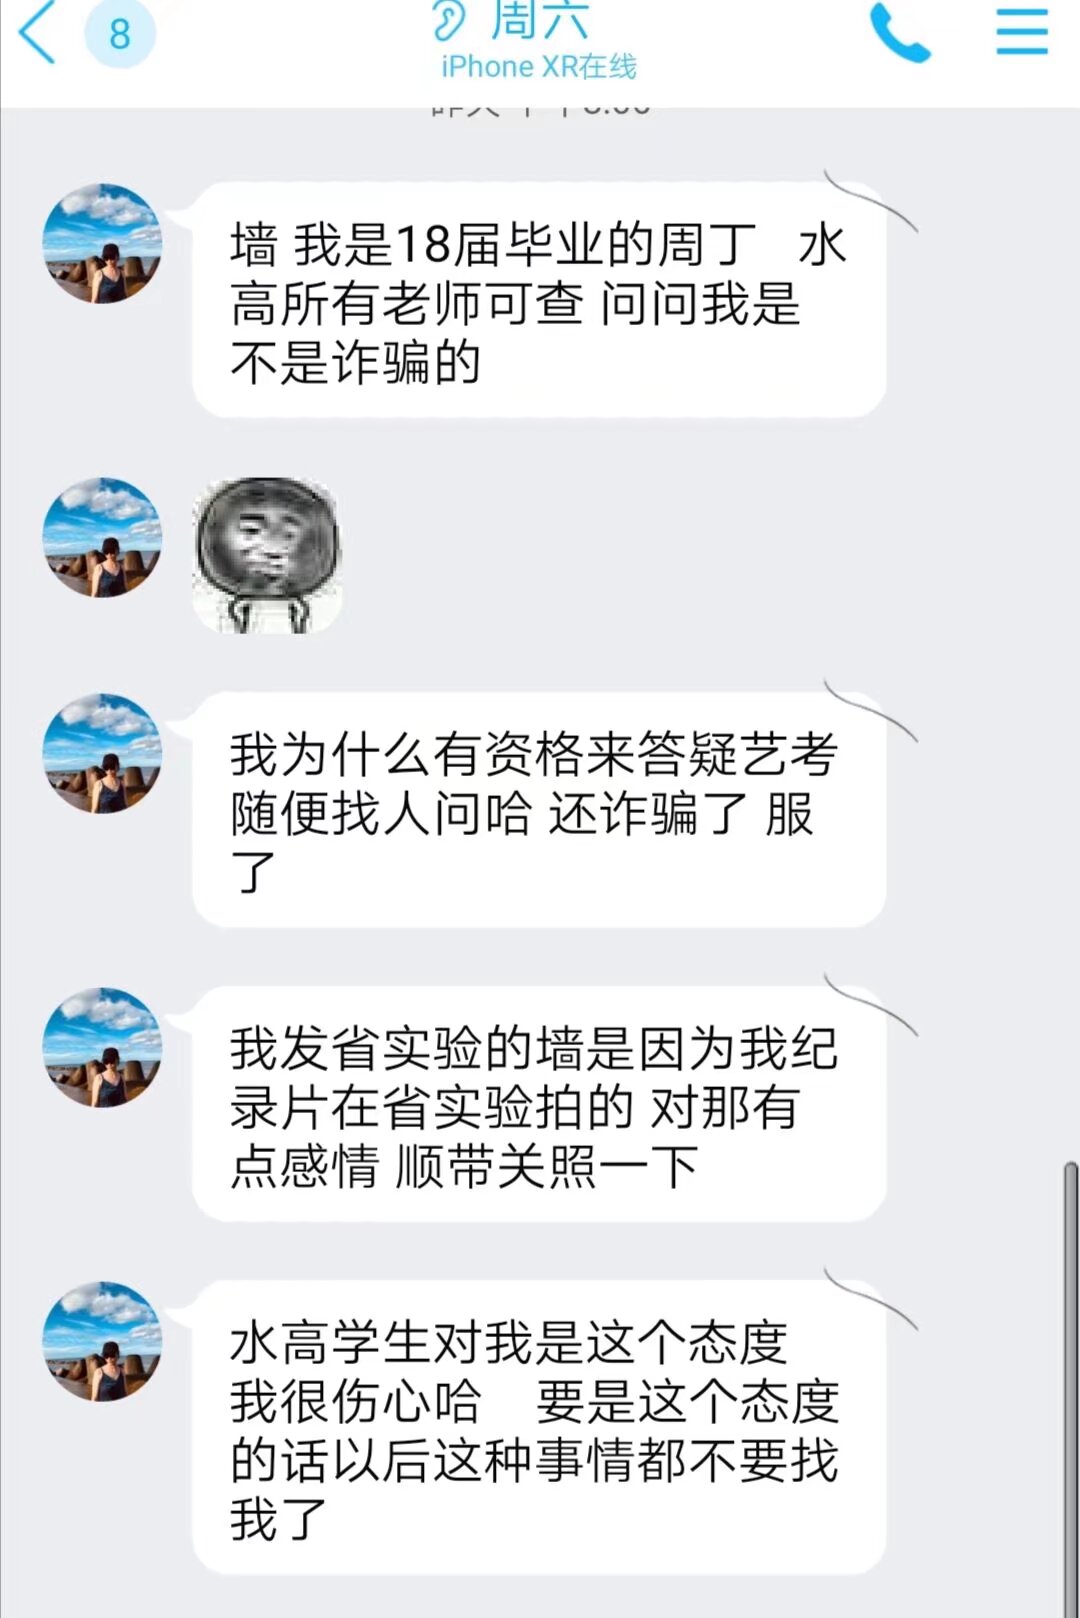 8
周六
iPhone XR在线
墙 我是18届毕业的周丁 水
高所有老师可查 问问我是
不是诈骗的
我为什么有资格来答疑艺考
随便找人问哈 还诈骗了 服
了
我发省实验的墙是因为我纪
录片在省实验拍的 对那有
点感情 顺带关照一下
水高学生对我是这个态度
我很伤心哈 要是这个态度
的话以后这种事情都不要找
我了